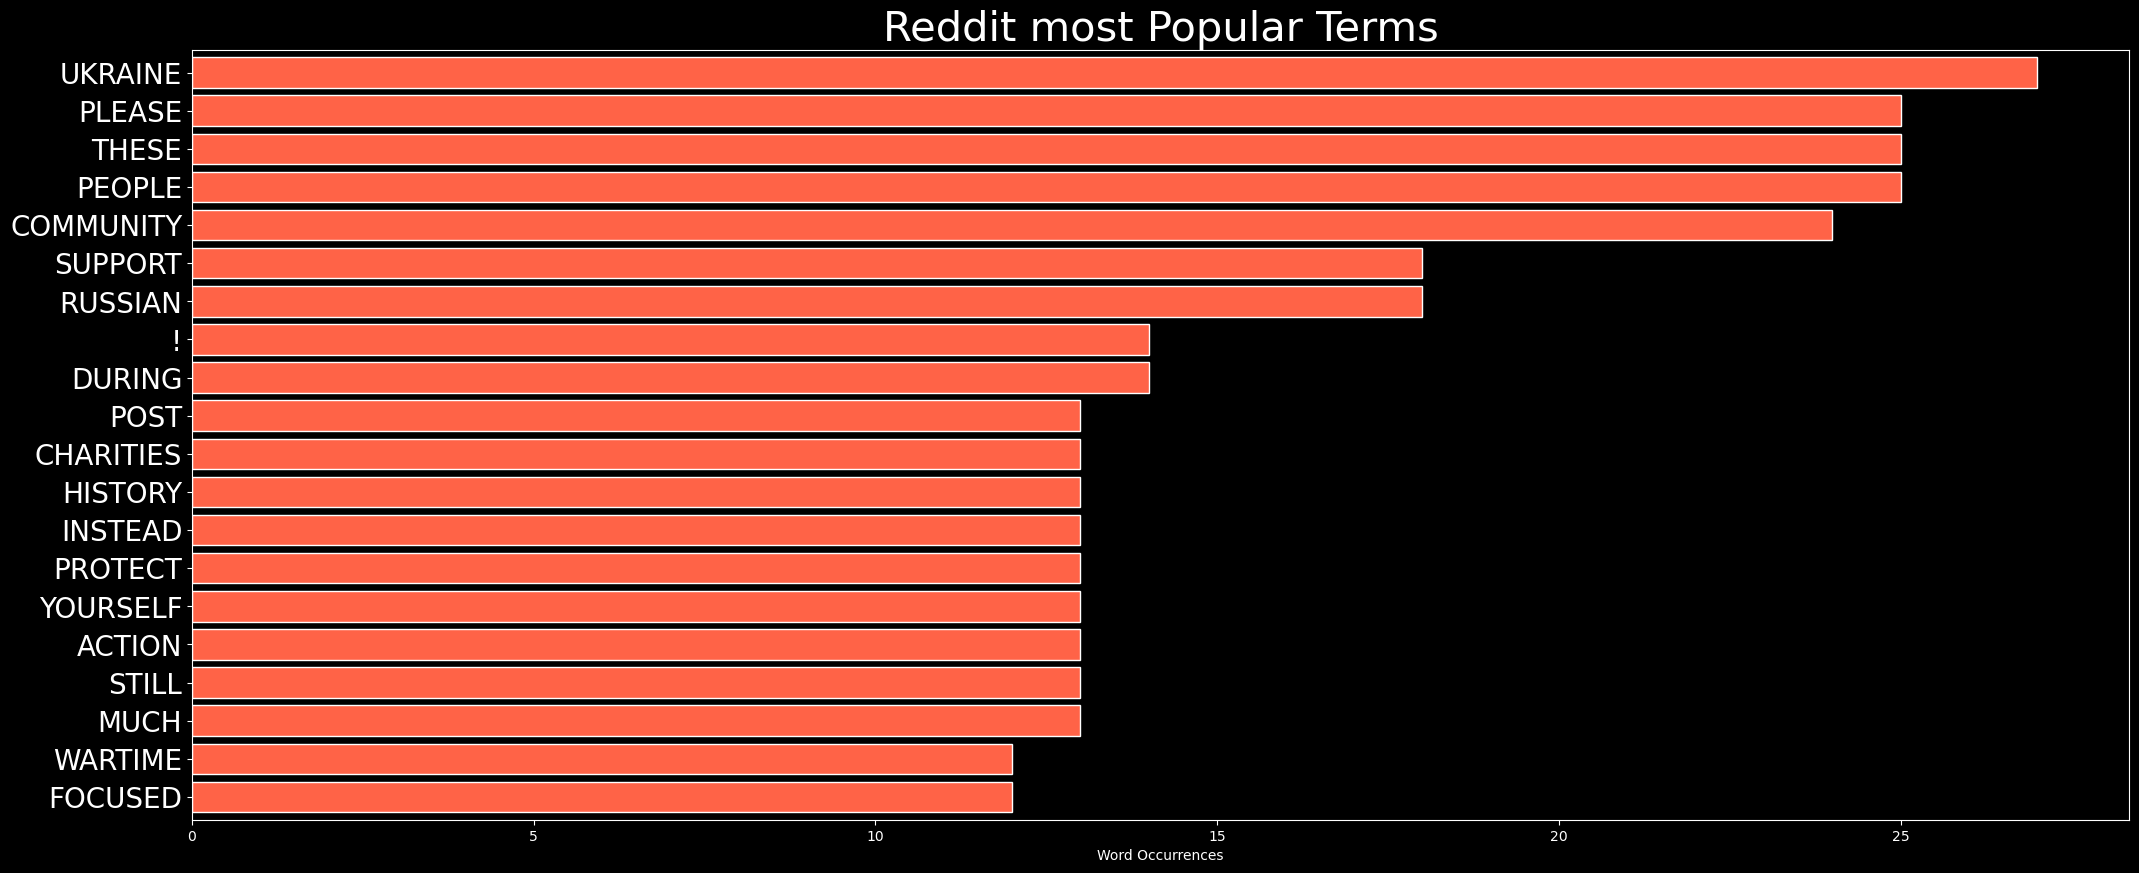 Reddit most Popular Terms
UKRAINE
PLEASE
THESE
PEOPLE
COMMUNITY
SUPPORT
RUSSIAN
!
DURING
POST
CHARITIES
HISTORY
INSTEAD
PROTECT
YOURSELF
ACTION
STILL
MUCH
WARTIME
FOCUSED
0 5 10 15 20 25
Word Occurrences